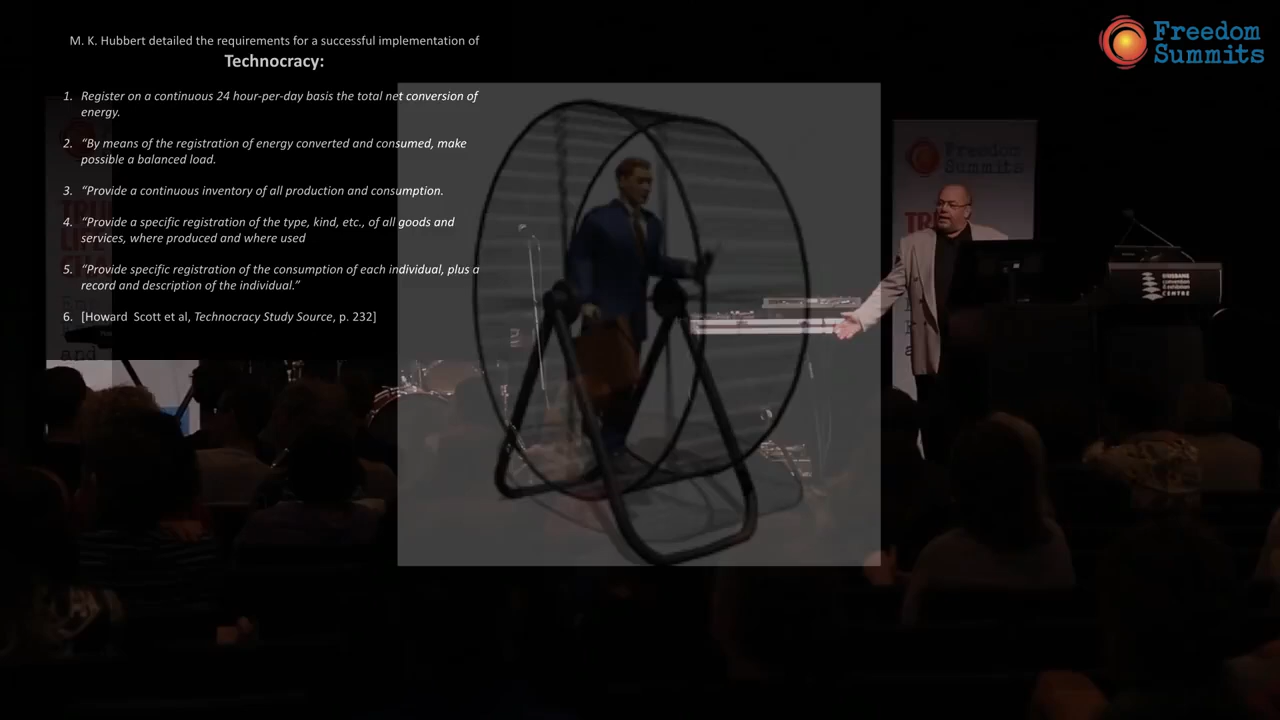 M. K. Hubbert detailed the requirements for a successful implementation of
Technocracy:
1. Register on a continuous 24 hour-per-day basis the total net conversion of
energy.
2. “By means of the registration of energy converted and consumed, make
possible a balanced load.
3. “Provide a continuous inventory of all production and consumption.
4. “Provide a specific registration of the type, kind, etc., of all goods and
services, where produced and where used
5. “Provide specific registration of the consumption of each individual, plus a
record and description of the individual.”
6. [Howard Scott et al, Technocracy Study Source, p. 232]
Freedom
Summits
Freedom
Summits
BRISBANE
CENTRE
and